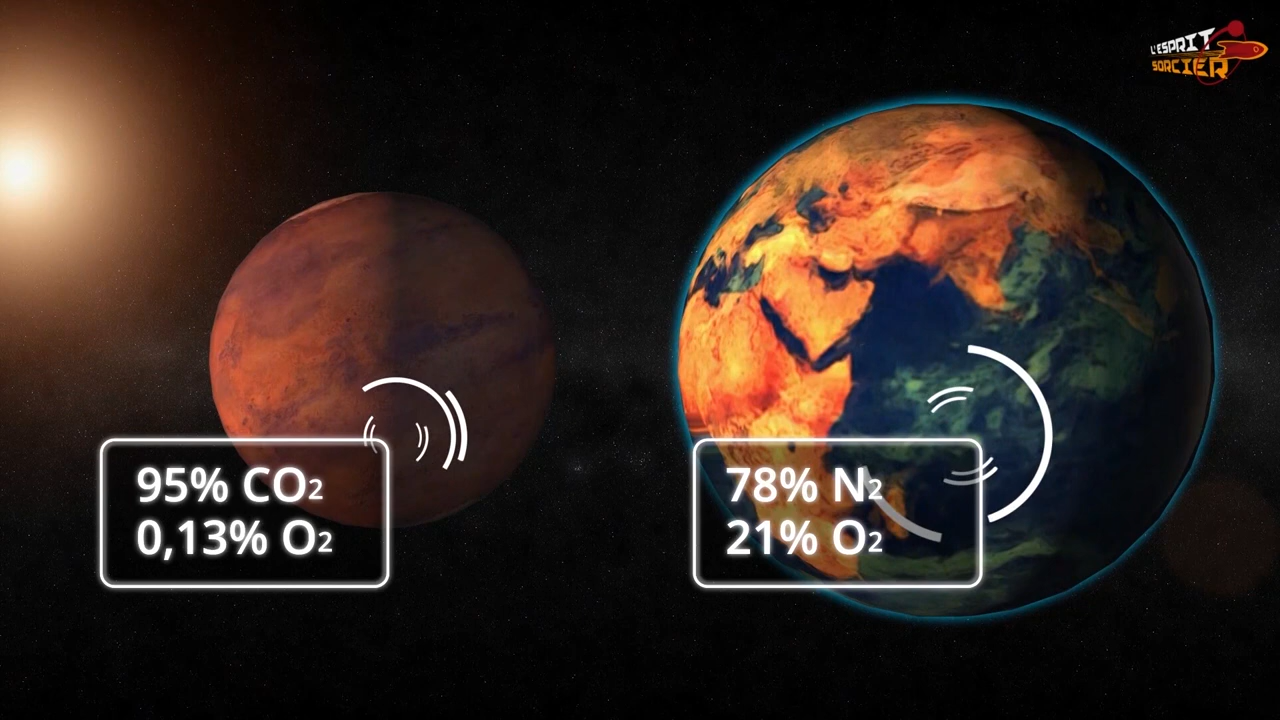 L'ESPRIT
SORCIER
95% CO2
0,13% O2
78% N2
21% O2